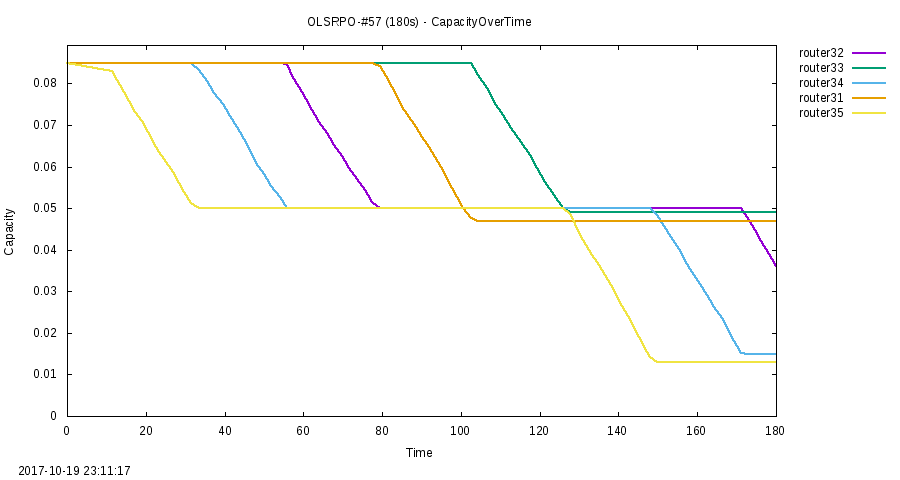 OLSRPO-#57 (180s) - CapacityOverTime
router32
router33
router34
router31
router35
0.08
0.07
0.06
0.05
0.04
0.03
0.02
0.01
0
Capacity
0 20 40 60 80 100 120 140 160 180
Time
2017-10-19 23:11:17